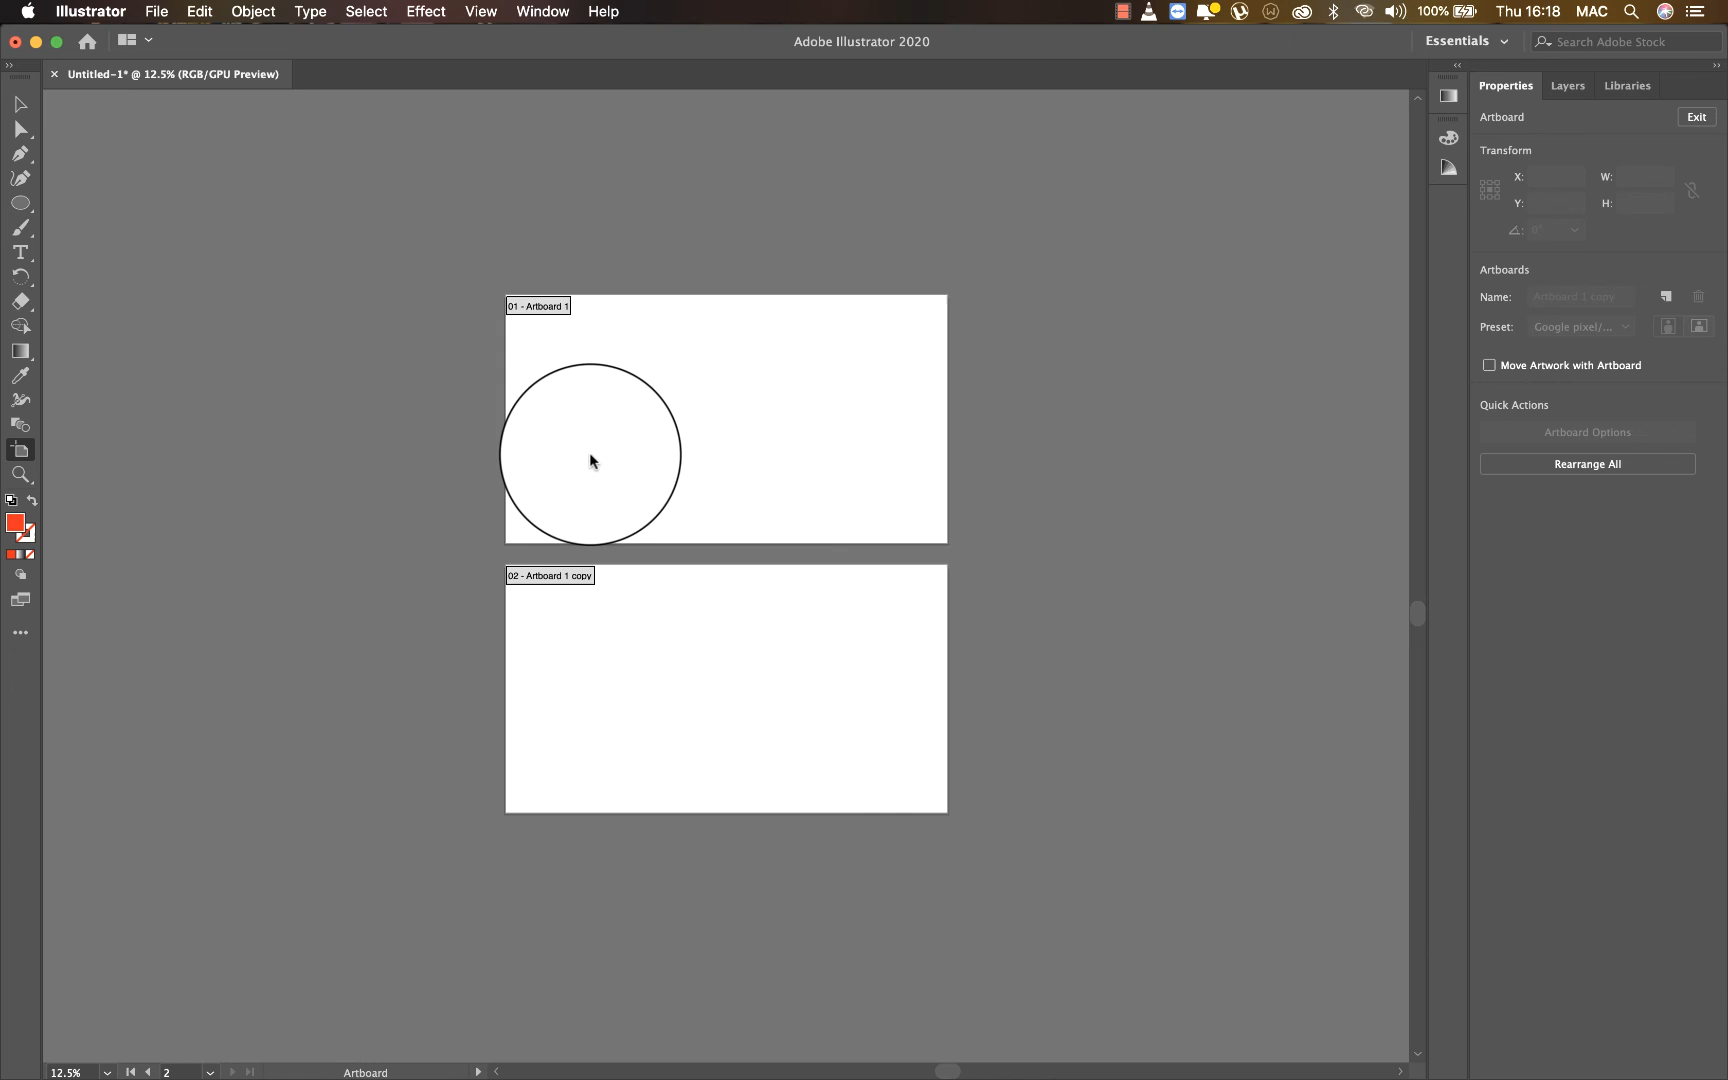 Illustrator File Edit Object Type Select Effect View Window Help 100% Thu 16:18 MAC
Adobe Illustrator 2020 Essentials Search Adobe Stock
Untitled-1* @ 12.5% (RGB/GPU Preview)
Properties Layers Libraries
Artboard Exit
Transform
X: W:
Y: H:
0°
Artboards
Name: Artboard 1 copy
Preset: Google pixel/...
Move Artwork with Artboard
Quick Actions
Artboard Options
Rearrange All
01 - Artboard 1
02 - Artboard 1 copy
12.5% 2 Artboard